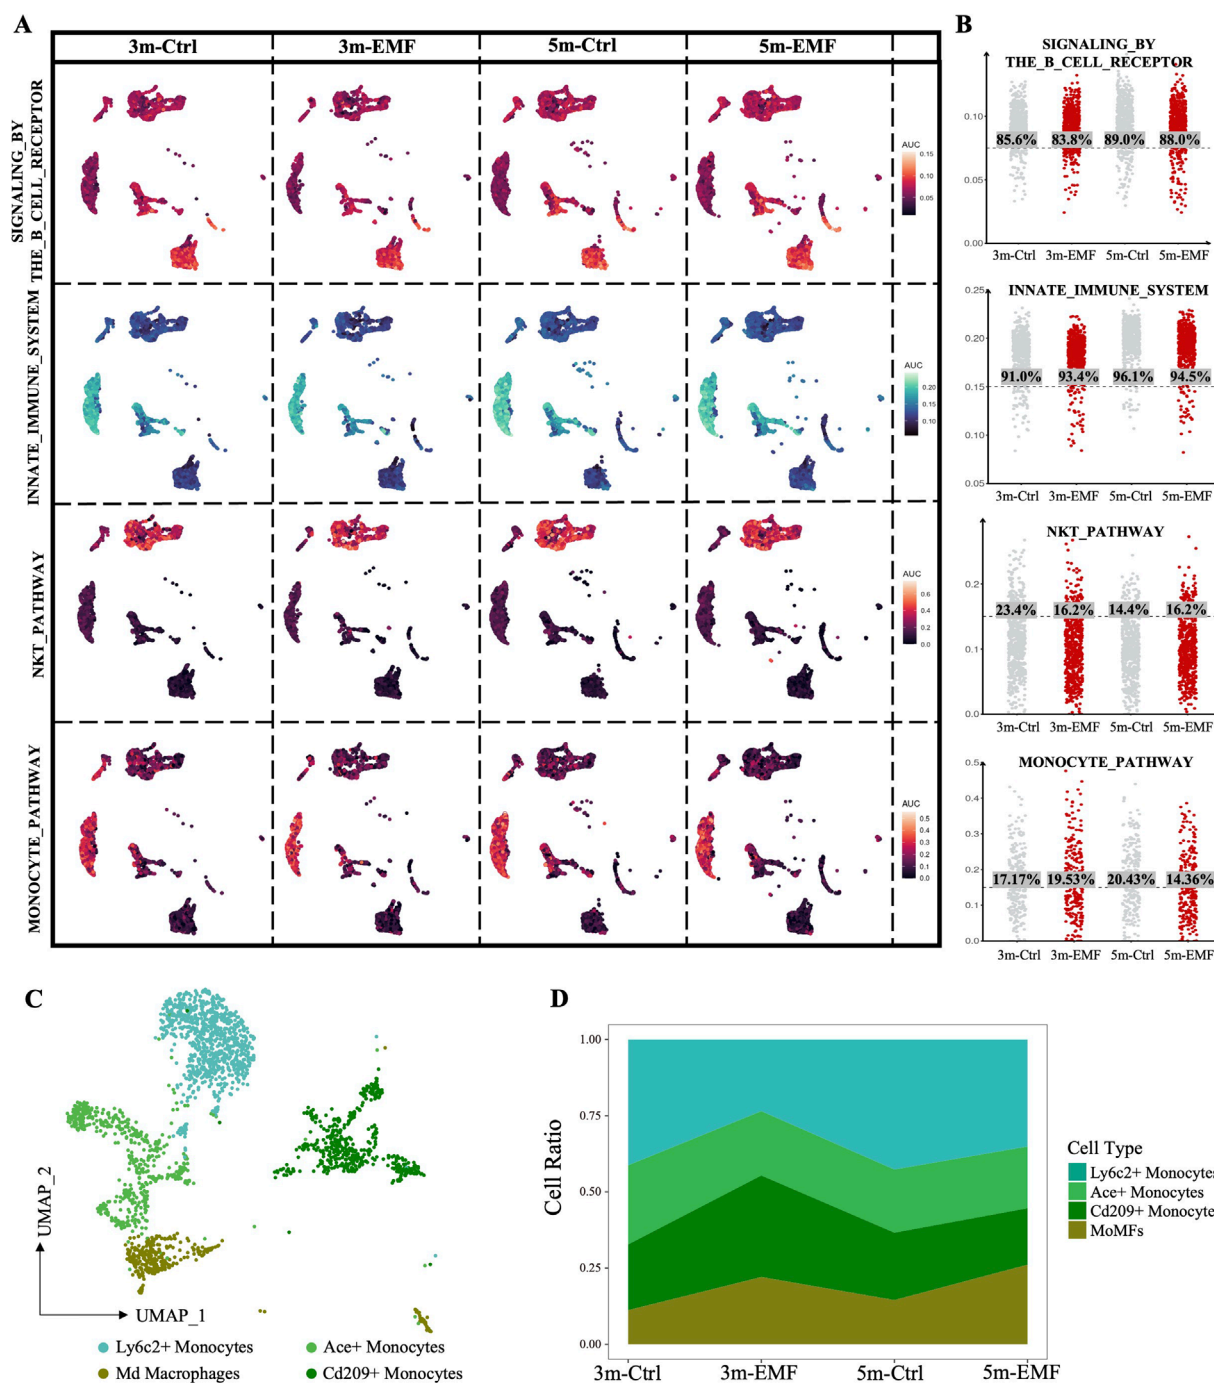 A
3m-Ctrl
3m-EMF
5m-Ctrl
5m-EMF
SIGNALING_BY
THE_B_CELL_RECEPTOR
AUC
0.15
0.10
0.05
INNATE_IMMUNE_SYSTEM
AUC
0.20
0.15
0.10
NKT_PATHWAY
AUC
0.6
0.4
0.2
0.0
MONOCYTE_PATHWAY
AUC
0.5
0.4
0.3
0.2
0.1
0.0
B
SIGNALING_BY
THE_B_CELL_RECEPTOR
0.10
0.05
0.00
85.6%
83.8%
89.0%
88.0%
3m-Ctrl
3m-EMF
5m-Ctrl
5m-EMF
INNATE_IMMUNE_SYSTEM
0.25
0.20
0.15
0.10
0.05
91.0%
93.4%
96.1%
94.5%
3m-Ctrl
3m-EMF
5m-Ctrl
5m-EMF
NKT_PATHWAY
0.2
0.1
0.0
23.4%
16.2%
14.4%
16.2%
3m-Ctrl
3m-EMF
5m-Ctrl
5m-EMF
MONOCYTE_PATHWAY
0.5
0.4
0.3
0.2
0.1
0.0
17.17%
19.53%
20.43%
14.36%
3m-Ctrl
3m-EMF
5m-Ctrl
5m-EMF
C
UMAP_2
UMAP_1
Ly6c2+ Monocytes
Ace+ Monocytes
Md Macrophages
Cd209+ Monocytes
D
Cell Ratio
1.00
0.75
0.50
0.25
0.00
3m-Ctrl
3m-EMF
5m-Ctrl
5m-EMF
Cell Type
Ly6c2+ Monocytes
Ace+ Monocytes
Cd209+ Monocyte
MoMFs